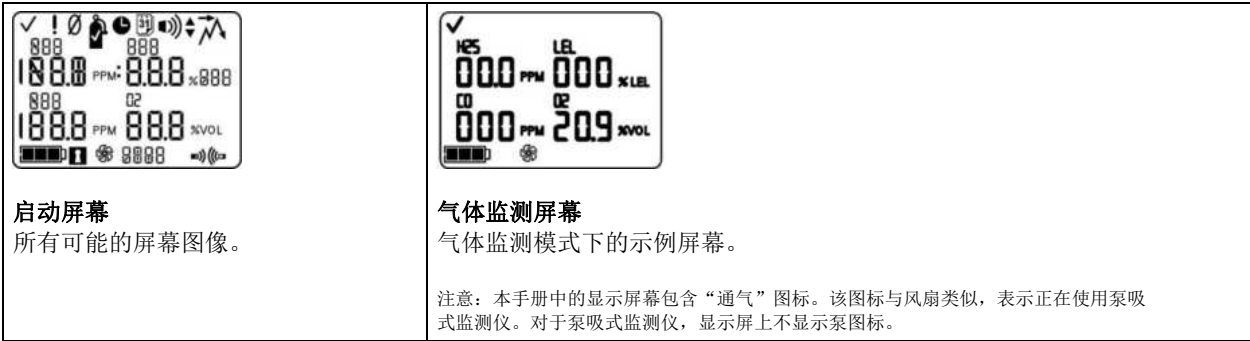 888 888
188.8 PPM : 8.8.8 % 888
888 O2
188.8 PPM 88.8 %VOL
8888
H2S LEL
00.0 PPM 000 %LEL
CO O2
000 PPM 20.9 %VOL
启动屏幕
所有可能的屏幕图像。
气体监测屏幕
气体监测模式下的示例屏幕。
注意：本手册中的显示屏幕包含“通气”图标。该图标与风扇类似，表示正在使用泵吸
式监测仪。对于泵吸式监测仪，显示屏上不显示泵图标。